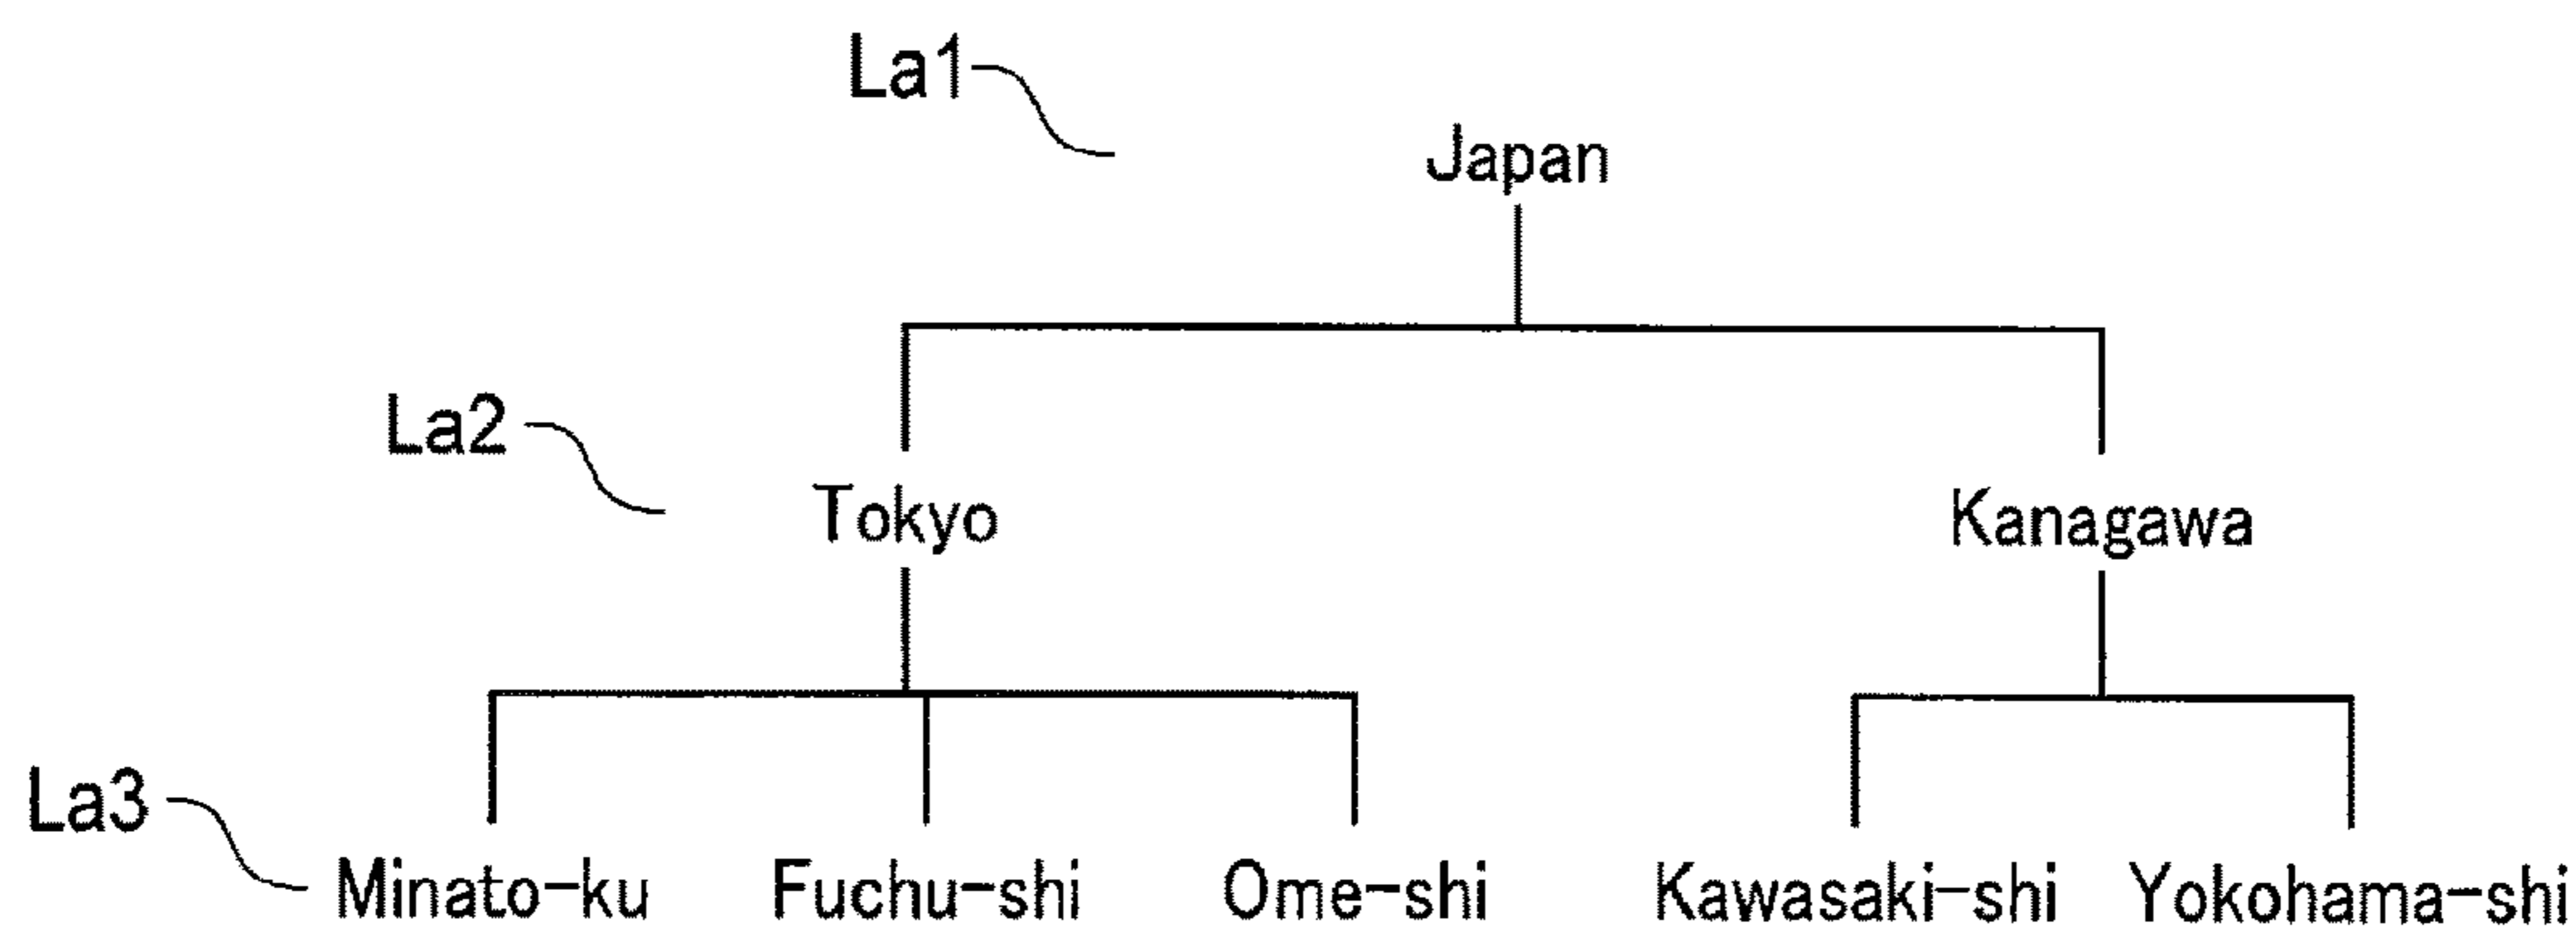 La1
Japan
La2
Tokyo Kanagawa
La3
Minato-ku Fuchu-shi Ome-shi Kawasaki-shi Yokohama-shi